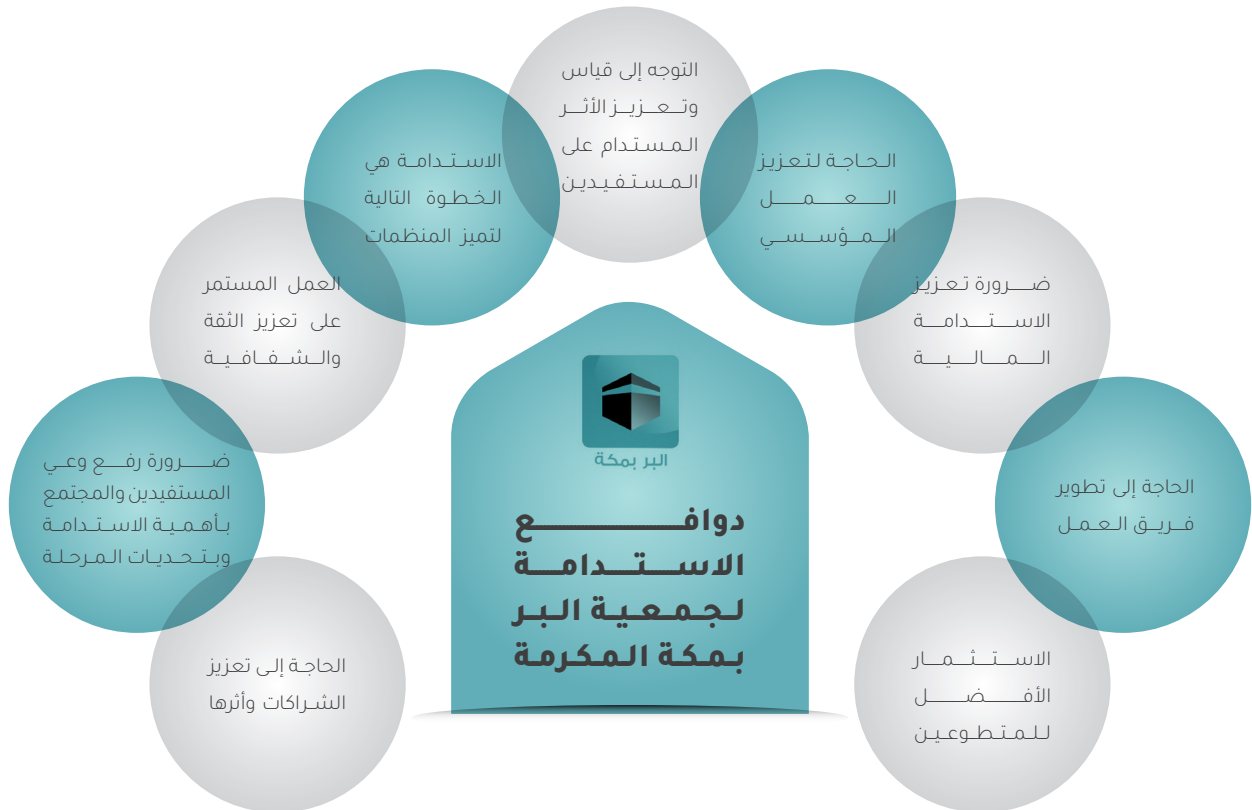 التوجه إلى قياس
وتعزيز الأثر
المستدام على
المستفيدين
الحاجة لتعزيز
العمل
المؤسسي
الاستدامة هي
الخطوة التالية
لتميز المنظمات
ضرورة تعزيز
الاستدامة
المالية
العمل المستمر
على تعزيز الثقة
والشفافية
الحاجة إلى تطوير
فريق العمل
ضرورة رفع وعي
المستفيدين والمجتمع
بأهمية الاستدامة
وبتحديات المرحلة
الاستثمار
الأفضل
للمتطوعين
الحاجة إلى تعزيز
الشراكات وأثرها
البر بمكة
دوافع
الاستدامة
لجمعية البر
بمكة المكرمة